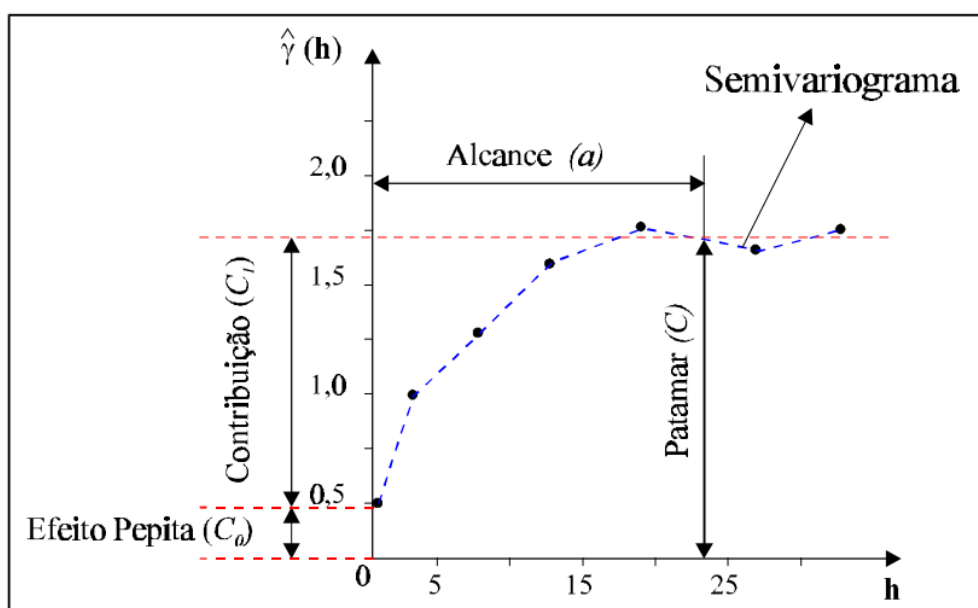 γ̂ (h)
Semivariograma
Alcance (a)
2,0
1,5
1,0
0,5
Contribuição (C₁)
Patamar (C)
Efeito Pepita (C₀)
0
5
15
25
h